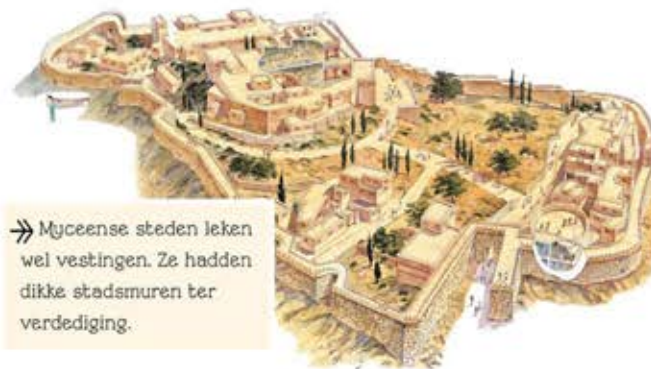 Myceense steden leken
wel vestingen. Ze hadden
dikke stadsmuren ter
verdediging.